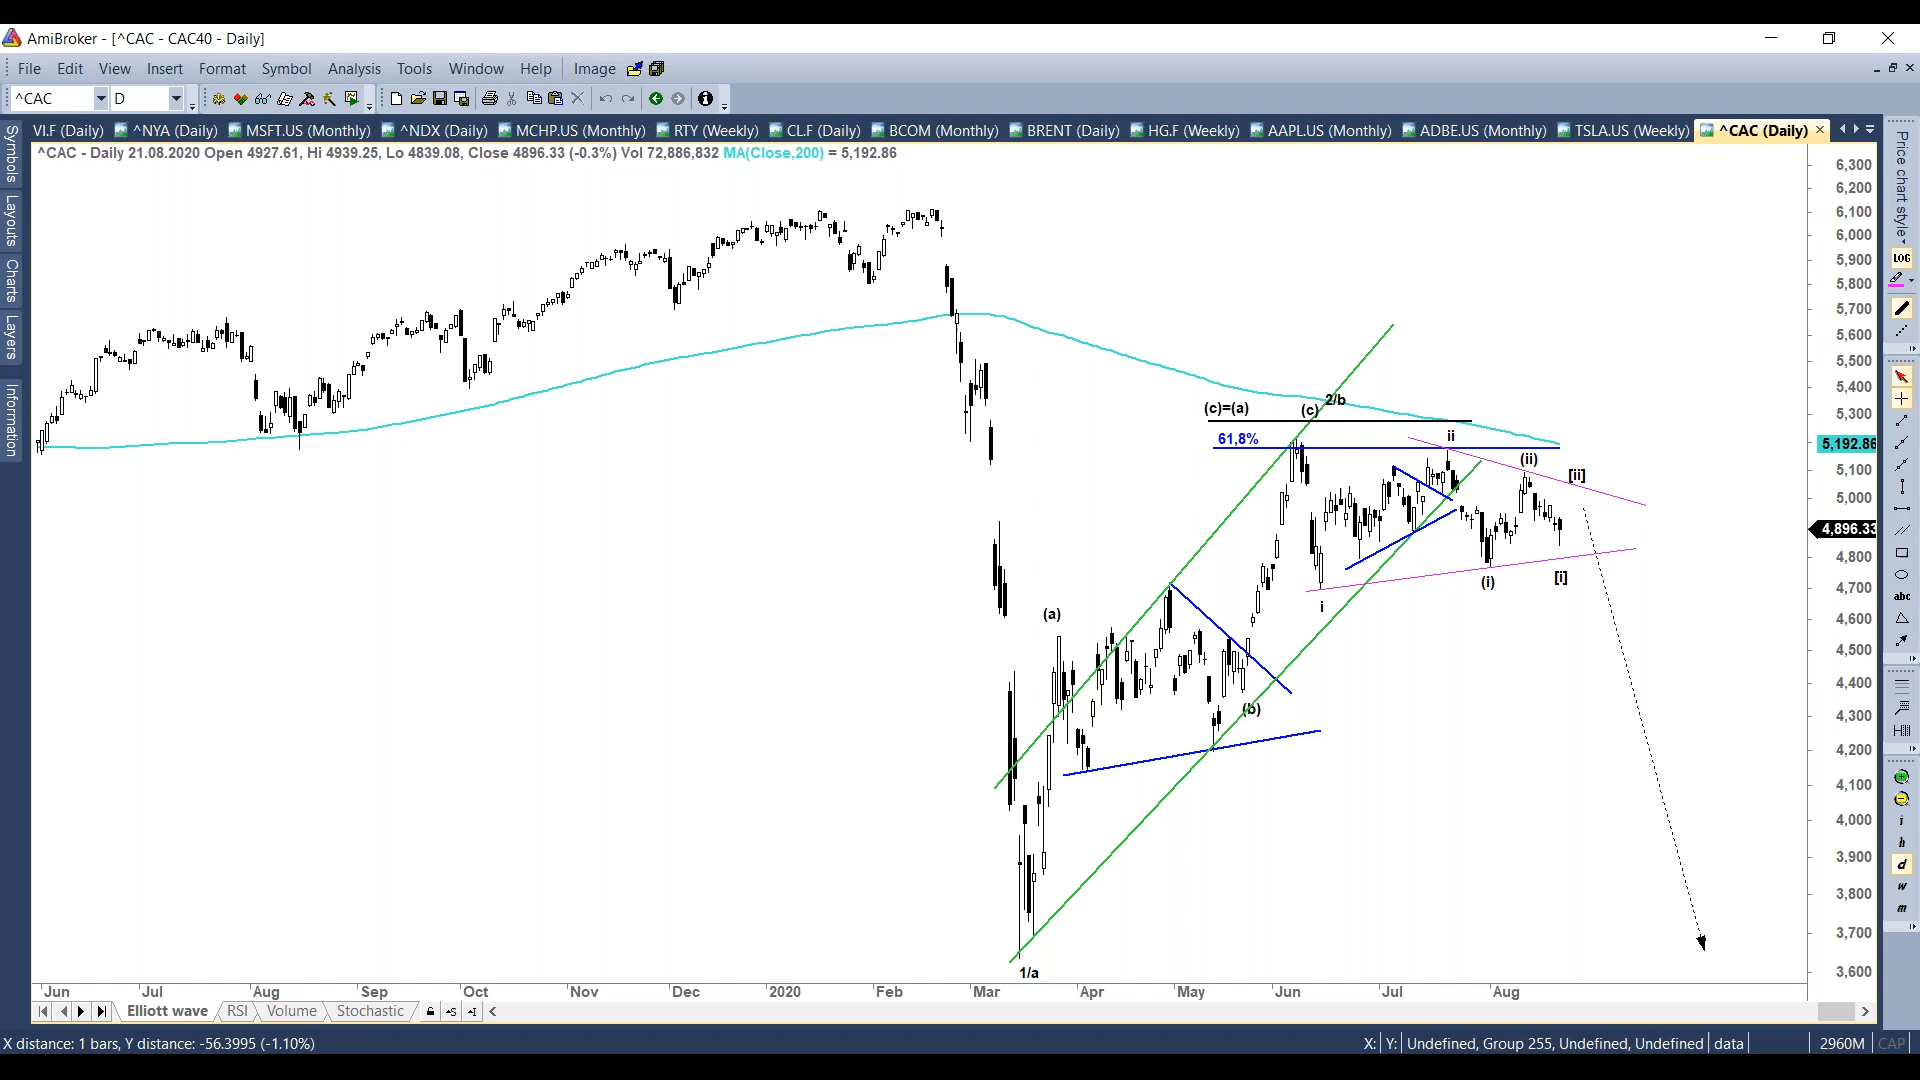 AmiBroker - [^CAC - CAC40 - Daily]
File Edit View Insert Format Symbol Analysis Tools Window Help Image
^CAC D
VI.F (Daily) ^NYA (Daily) MSFT.US (Monthly) ^NDX (Daily) MCHP.US (Monthly) RTY (Weekly) CL.F (Daily) BCOM (Monthly) BRENT (Daily) HG.F (Weekly) AAPL.US (Monthly) ADBE.US (Monthly) TSLA.US (Weekly) ^CAC (Daily)
^CAC - Daily 21.08.2020 Open 4927.61, Hi 4939.25, Lo 4839.08, Close 4896.33 (-0.3%) Vol 72,886,832 MA(Close,200) = 5,192.86
Symbols
Layouts
Charts
Layers
Information
6,300
6,200
6,100
6,000
5,900
5,800
5,700
5,600
5,500
5,400
5,300
5,192.86
5,100
5,000
4,896.33
4,800
4,700
4,600
4,500
4,400
4,300
4,200
4,100
4,000
3,900
3,800
3,700
3,600
(c)=(a) (c) 2/b
61,8% ii
(ii)
[ii]
(i) [i]
i
(a)
(b)
1/a
Jun Jul Aug Sep Oct Nov Dec 2020 Feb Mar Apr May Jun Jul Aug
Elliott wave RSI Volume Stochastic
X distance: 1 bars, Y distance: -56.3995 (-1.10%)
X: Y: Undefined, Group 255, Undefined, Undefined data 2960M CAP
Price chart style
LOG
abc
i
h
d
w
m